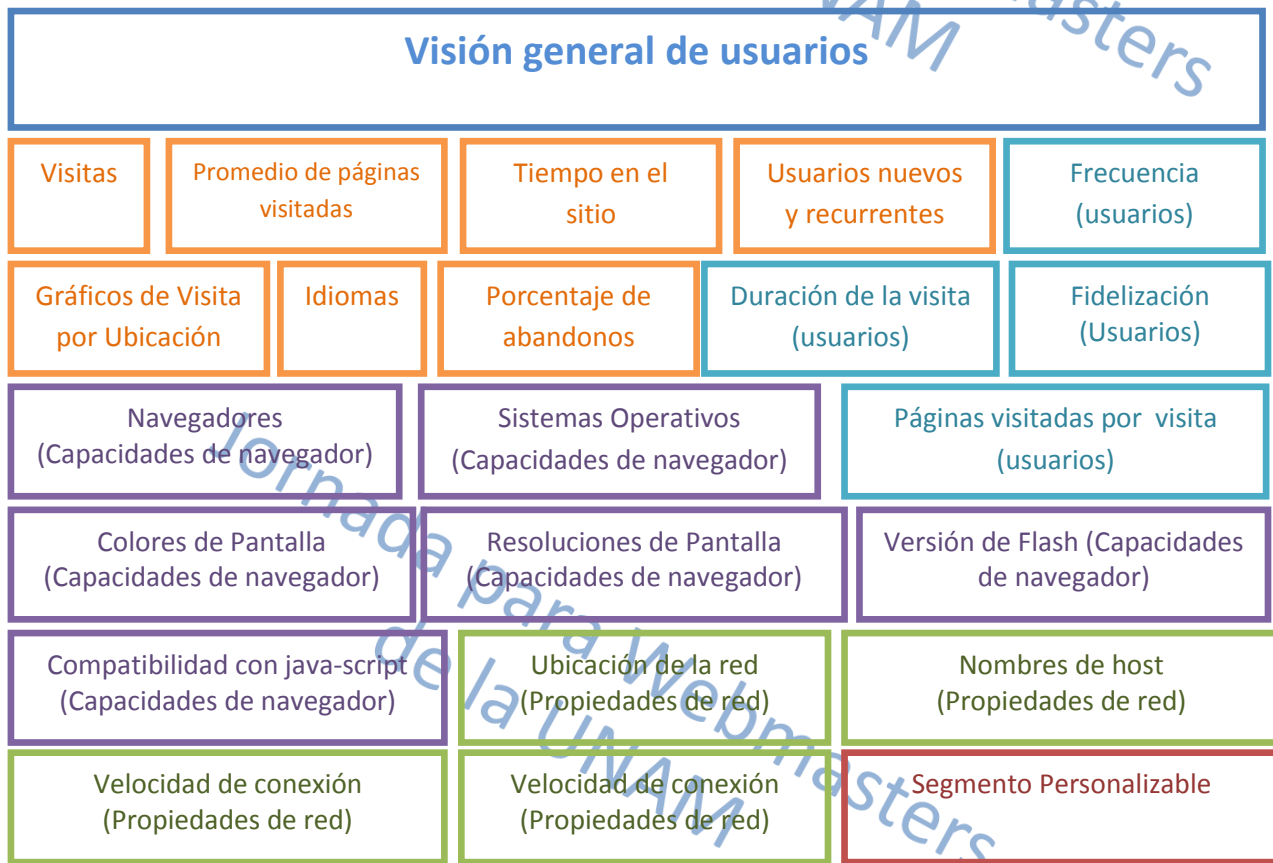 Visión general de usuarios
Visitas
Promedio de páginas
visitadas
Tiempo en el
sitio
Usuarios nuevos
y recurrentes
Frecuencia
(usuarios)
Gráficos de Visita
por Ubicación
Idiomas
Porcentaje de
abandonos
Duración de la visita
(usuarios)
Fidelización
(Usuarios)
Navegadores
(Capacidades de navegador)
Sistemas Operativos
(Capacidades de navegador)
Páginas visitadas por visita
(usuarios)
Colores de Pantalla
(Capacidades de navegador)
Resoluciones de Pantalla
(Capacidades de navegador)
Versión de Flash (Capacidades
de navegador)
Compatibilidad con java-script
(Capacidades de navegador)
Ubicación de la red
(Propiedades de red)
Nombres de host
(Propiedades de red)
Velocidad de conexión
(Propiedades de red)
Velocidad de conexión
(Propiedades de red)
Segmento Personalizable
Jornada para Webmasters
de la UNAM
UNAM